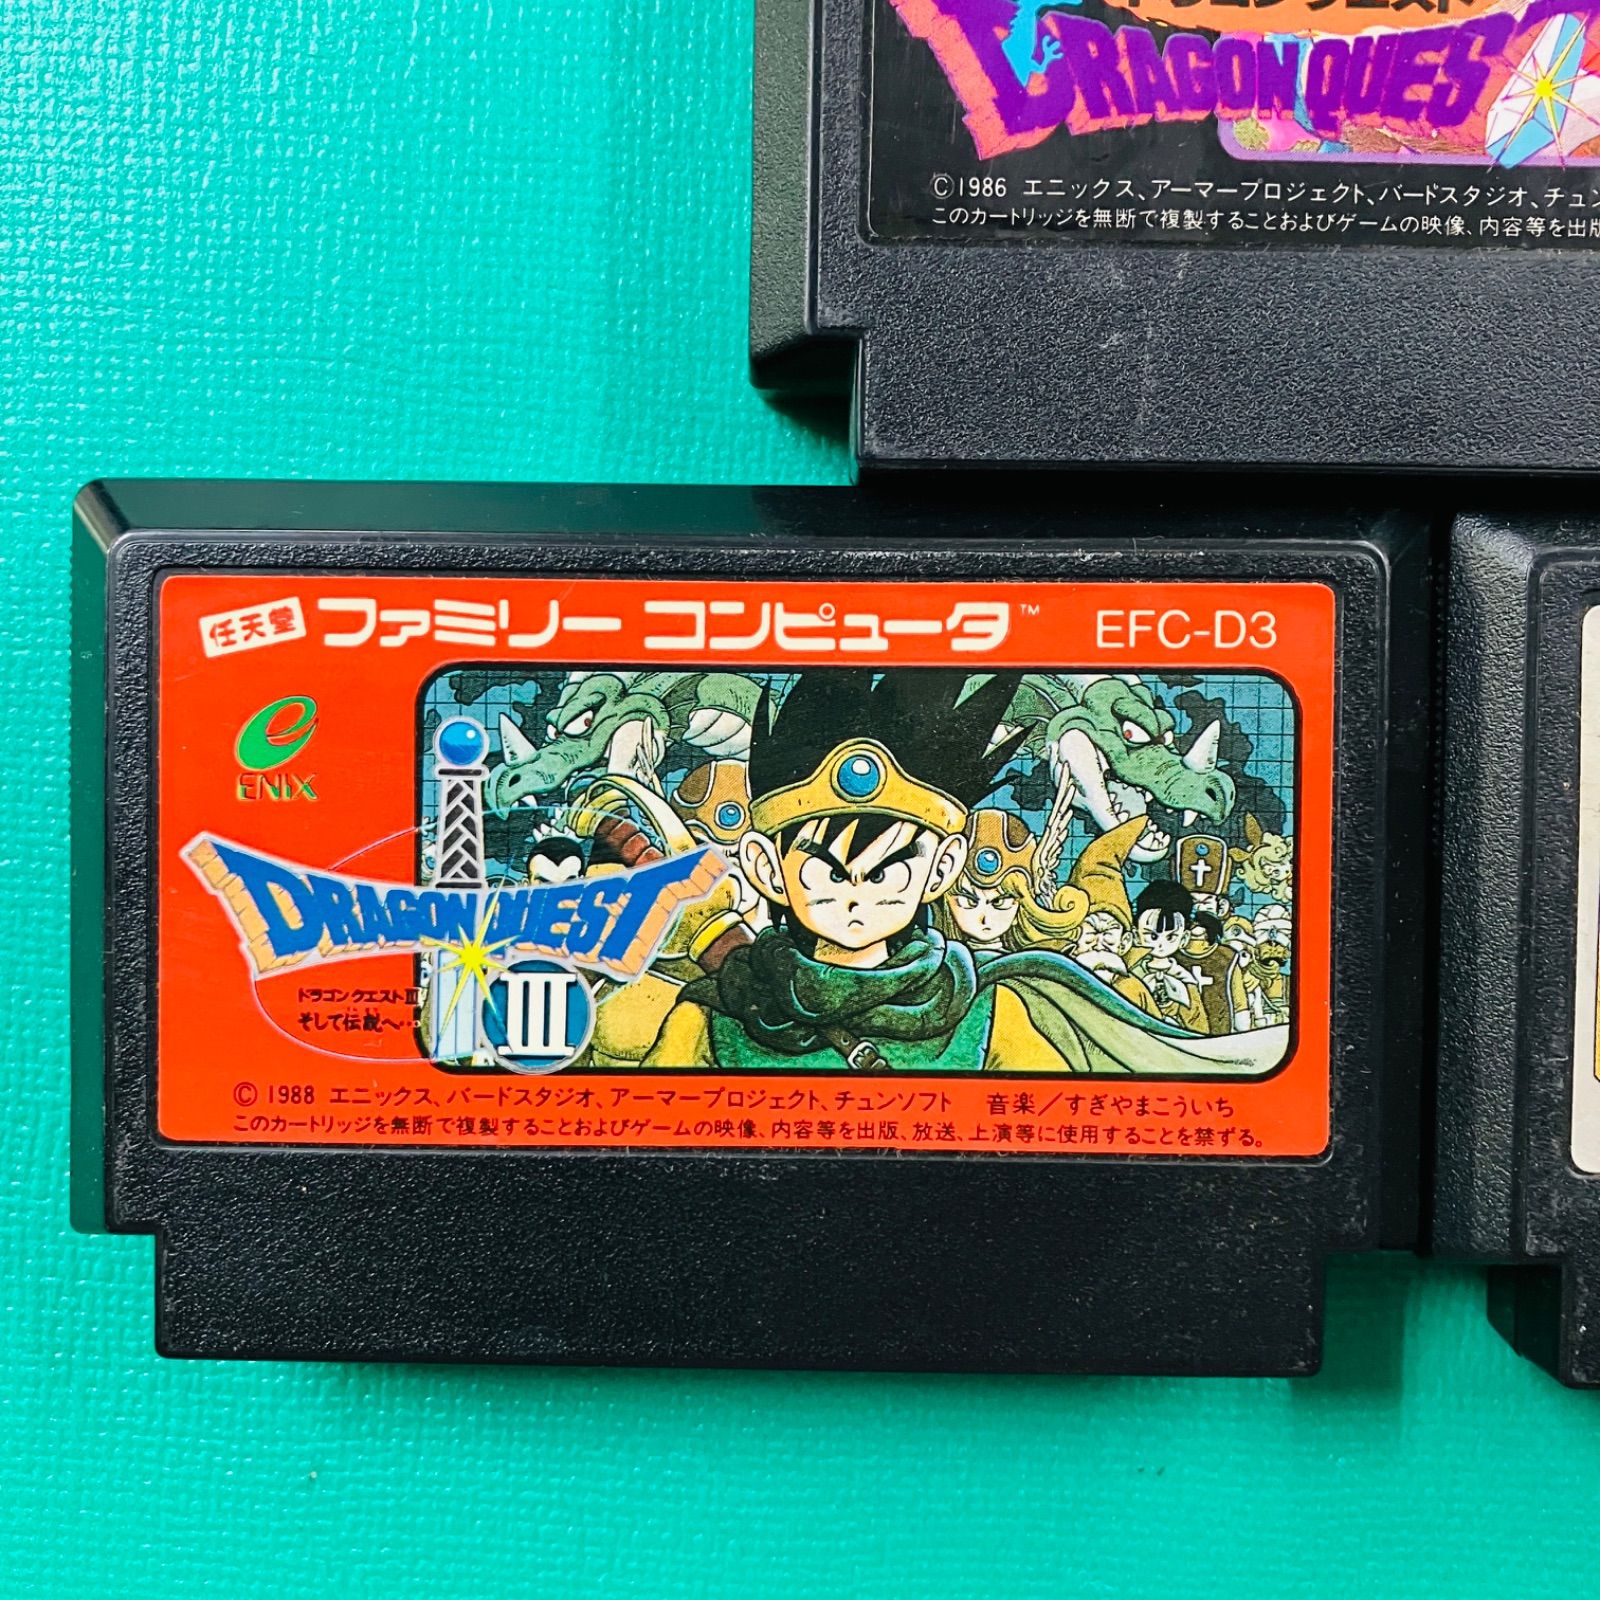 DRAGON QUEST
©1986 エニックス、アーマープロジェクト、バードスタジオ、チュン
このカートリッジを無断で複製することおよびゲームの映像、内容等を出版
任天堂 ファミリー コンピュータ™ EFC-D3
ENIX
DRAGON QUEST
III
ドラゴンクエストIII
そして伝説へ…
© 1988 エニックス、バードスタジオ、アーマープロジェクト、チュンソフト 音楽/すぎやまこういち
このカートリッジを無断で複製することおよびゲームの映像、内容等を出版、放送、上演等に使用することを禁ずる。